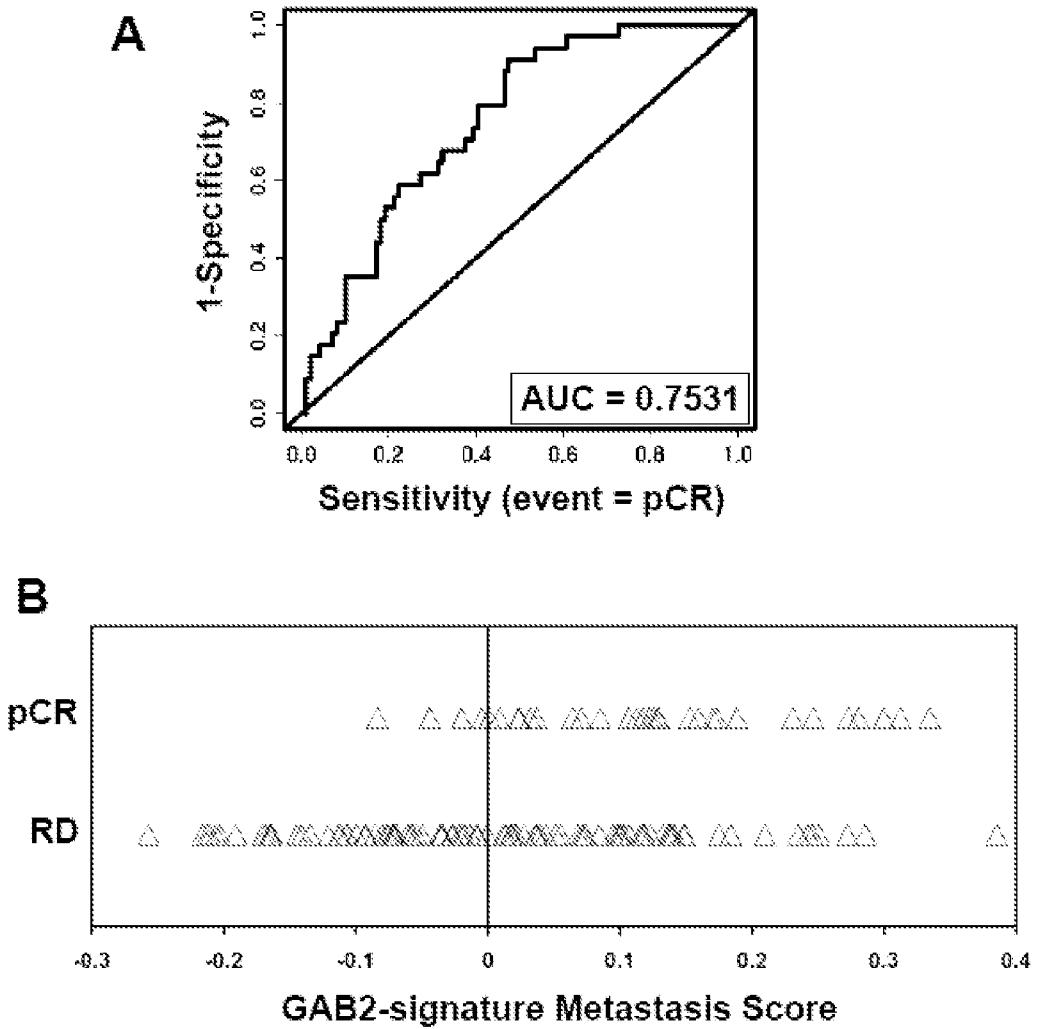 A
1-Specificity
1.0
0.8
0.6
0.4
0.2
0.0
AUC = 0.7531
0.0 0.2 0.4 0.6 0.8 1.0
Sensitivity (event = pCR)
B
pCR
RD
-0.3 -0.2 -0.1 0 0.1 0.2 0.3 0.4
GAB2-signature Metastasis Score